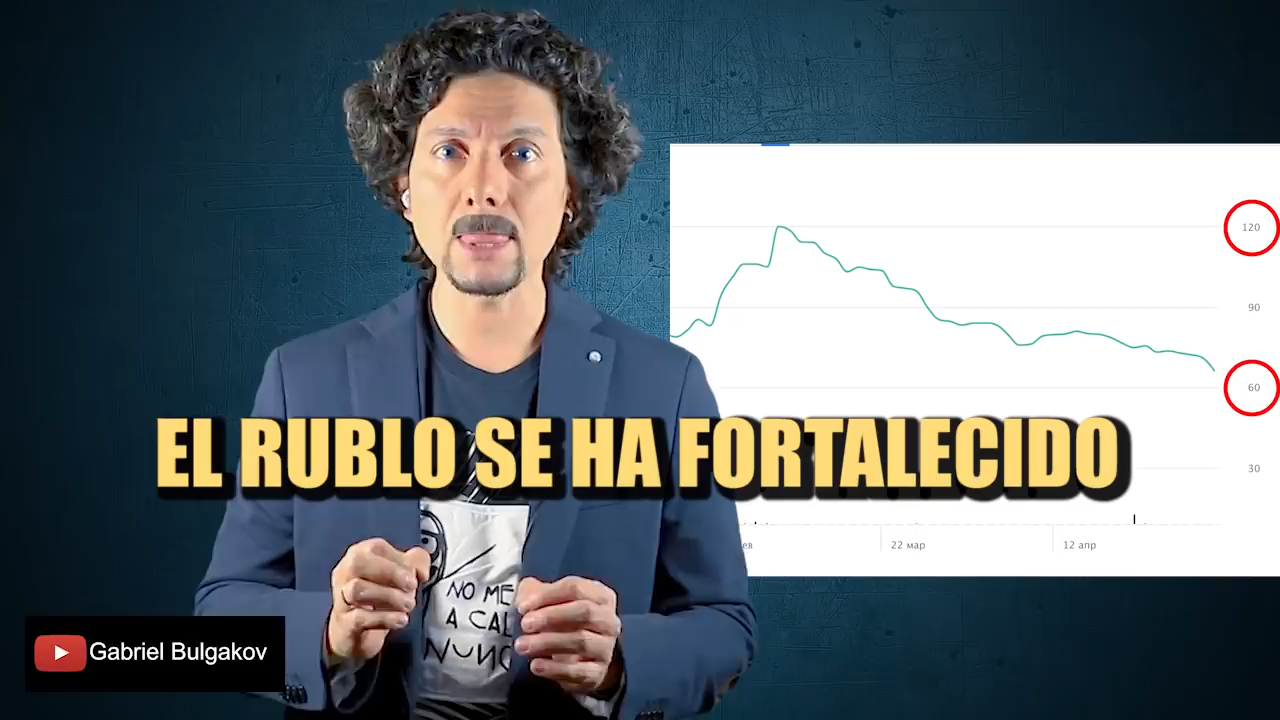 120
90
60
30
EL RUBLO SE HA FORTALECIDO
22 мар
12 апр
NO ME
A CAL
NUNC
Gabriel Bulgakov